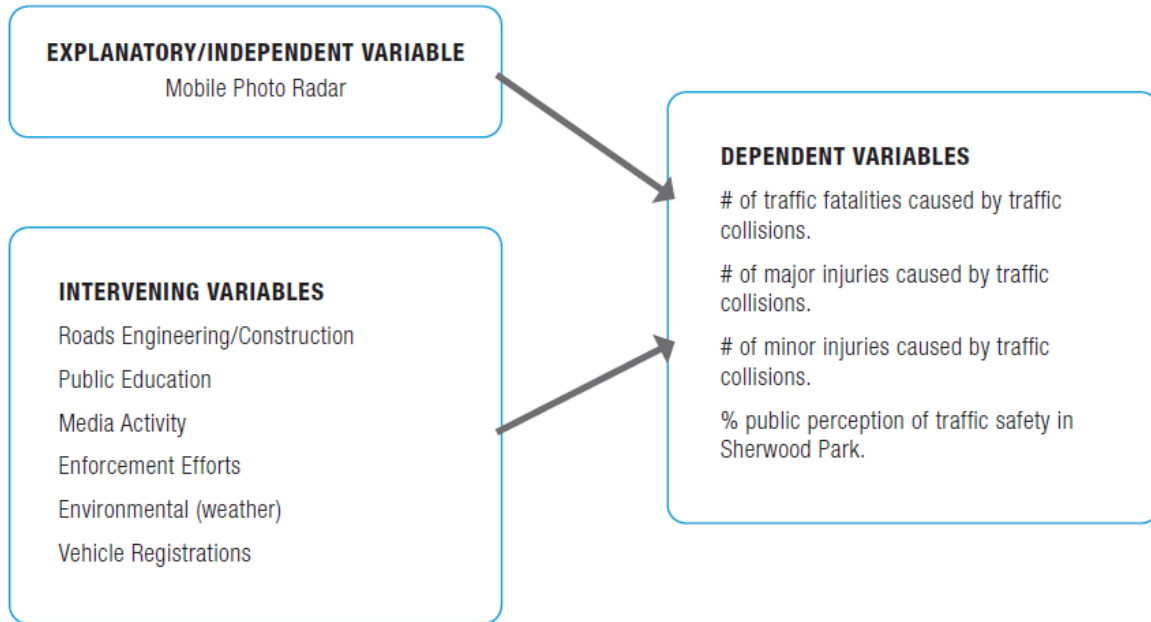 EXPLANATORY/INDEPENDENT VARIABLE
Mobile Photo Radar
INTERVENING VARIABLES
Roads Engineering/Construction
Public Education
Media Activity
Enforcement Efforts
Environmental (weather)
Vehicle Registrations
DEPENDENT VARIABLES
# of traffic fatalities caused by traffic
collisions.
# of major injuries caused by traffic
collisions.
# of minor injuries caused by traffic
collisions.
% public perception of traffic safety in
Sherwood Park.